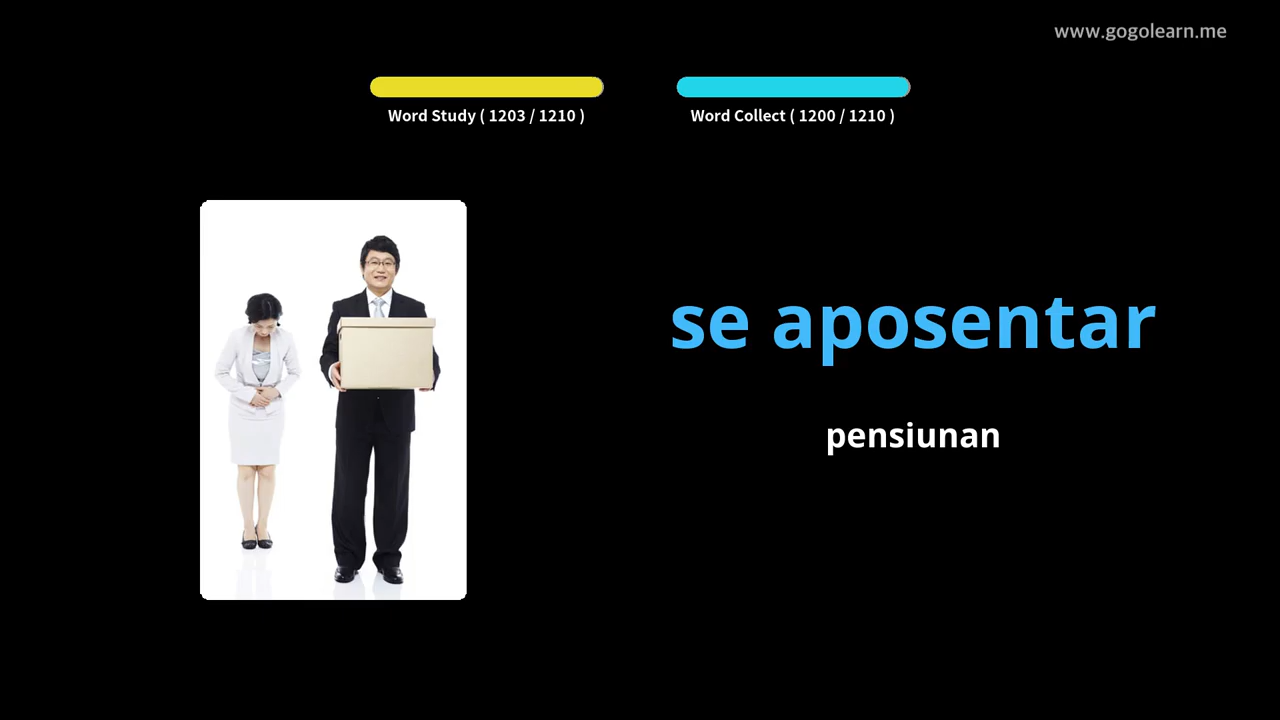 www.gogolearn.me
Word Study ( 1203 / 1210 )
Word Collect ( 1200 / 1210 )
se aposentar
pensiunan